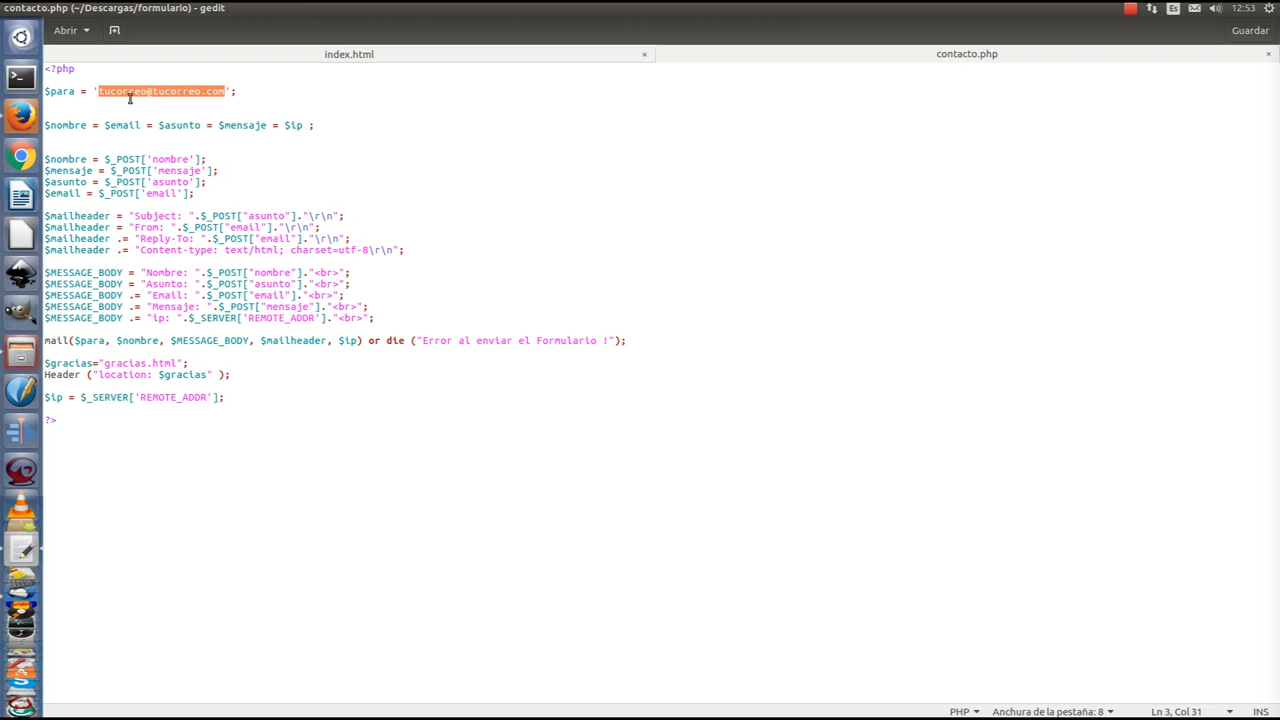 contacto.php (~/Descargas/formulario) - gedit
Es
12:53
Abrir
Guardar
index.html
×
contacto.php
×
<?php
$para = 'tucorreo@tucorreo.com';
$nombre = $email = $asunto = $mensaje = $ip ;
$nombre = $_POST['nombre'];
$mensaje = $_POST['mensaje'];
$asunto = $_POST['asunto'];
$email = $_POST['email'];
$mailheader = "Subject: ".$_POST["asunto"]."\r\n";
$mailheader = "From: ".$_POST["email"]."\r\n";
$mailheader .= "Reply-To: ".$_POST["email"]."\r\n";
$mailheader .= "Content-type: text/html; charset=utf-8\r\n";
$MESSAGE_BODY = "Nombre: ".$_POST["nombre"]."<br>";
$MESSAGE_BODY = "Asunto: ".$_POST["asunto"]."<br>";
$MESSAGE_BODY .= "Email: ".$_POST["email"]."<br>";
$MESSAGE_BODY .= "Mensaje: ".$_POST["mensaje"]."<br>";
$MESSAGE_BODY .= "ip: ".$_SERVER['REMOTE_ADDR']."<br>";
mail($para, $nombre, $MESSAGE_BODY, $mailheader, $ip) or die ("Error al enviar el Formulario !");
$gracias="gracias.html";
Header ("location: $gracias" );
$ip = $_SERVER['REMOTE_ADDR'];
?>
PHP
Anchura de la pestaña: 8
Ln 3, Col 31
INS